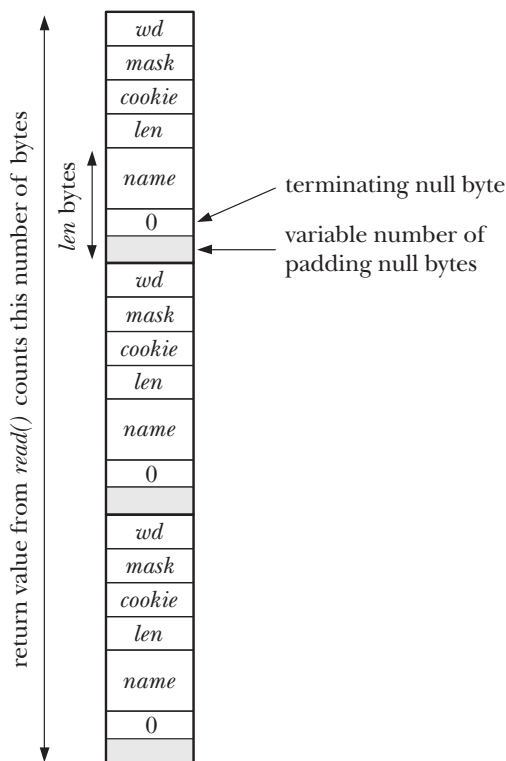 return value from read() counts this number of bytes
wd
mask
cookie
len
len bytes
name
0
terminating null byte
variable number of
padding null bytes
wd
mask
cookie
len
name
0
wd
mask
cookie
len
name
0